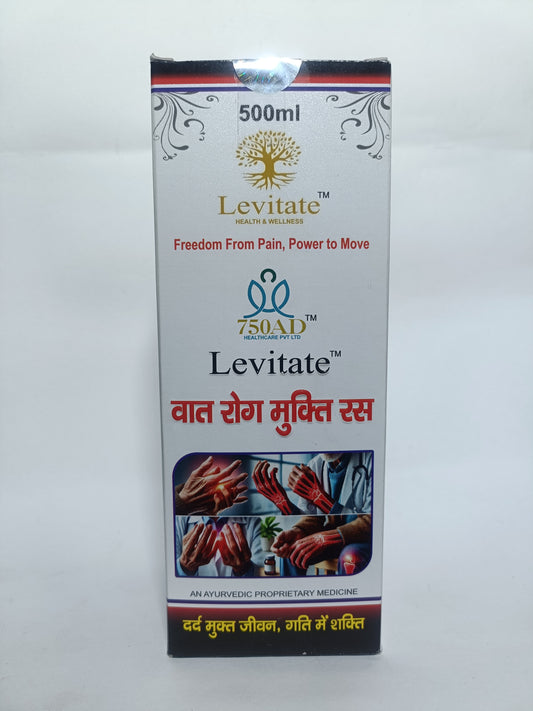 500ml
Levitate™
HEALTH & WELLNESS
Freedom From Pain, Power to Move
750AD™
HEALTHCARE PVT LTD
Levitate™
वात रोग मुक्ति रस
AN AYURVEDIC PROPRIETARY MEDICINE
दर्द मुक्त जीवन, गति में शक्ति